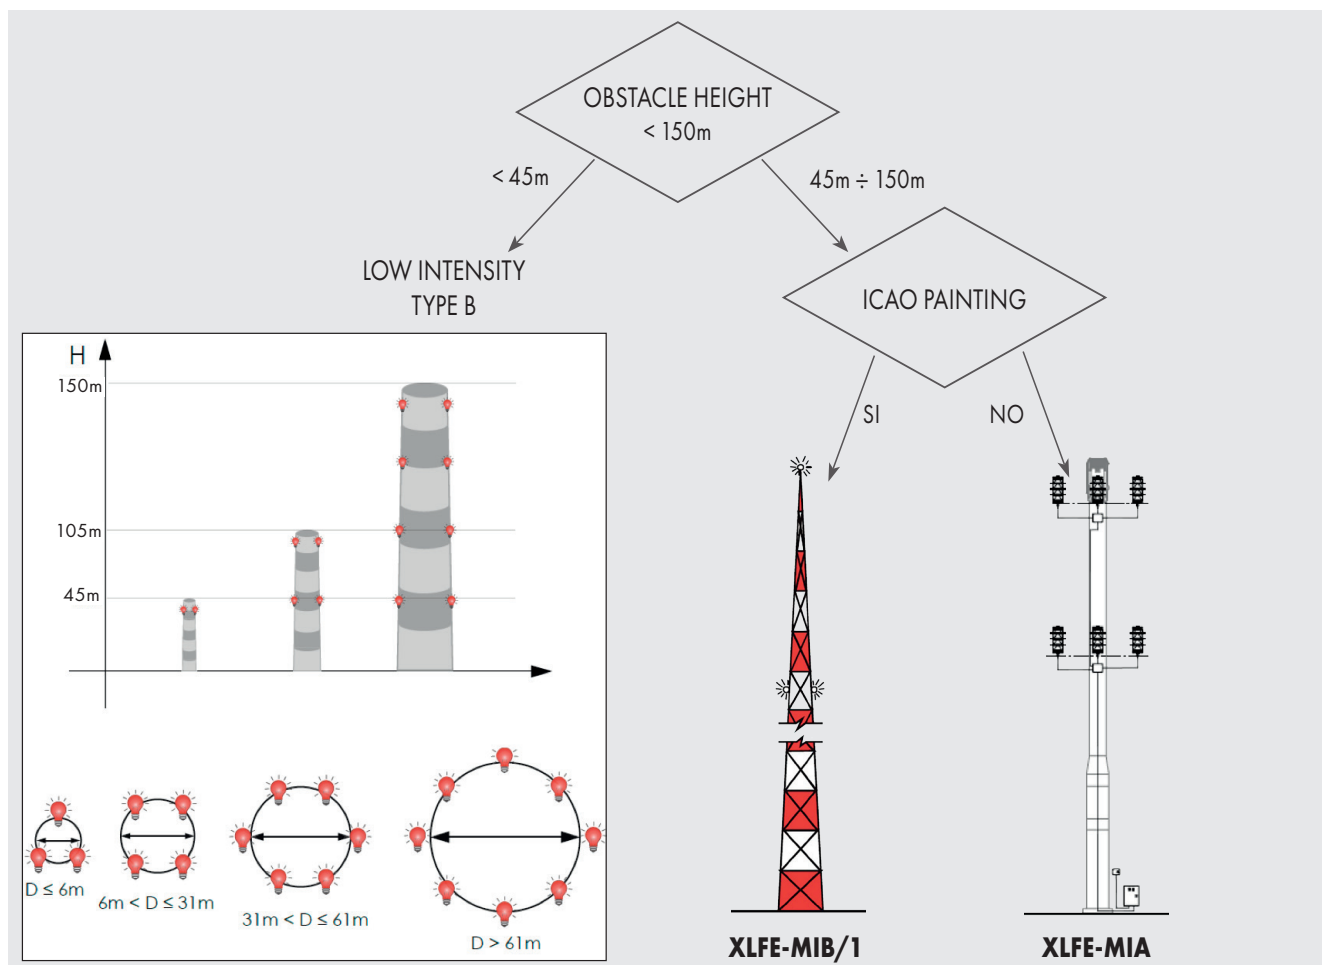 OBSTACLE HEIGHT
< 150m
< 45m
45m ÷ 150m
LOW INTENSITY
TYPE B
ICAO PAINTING
SI
NO
H
150m
105m
45m
D ≤ 6m
6m < D ≤ 31m
31m < D ≤ 61m
D > 61m
XLFE-MIB/1
XLFE-MIA